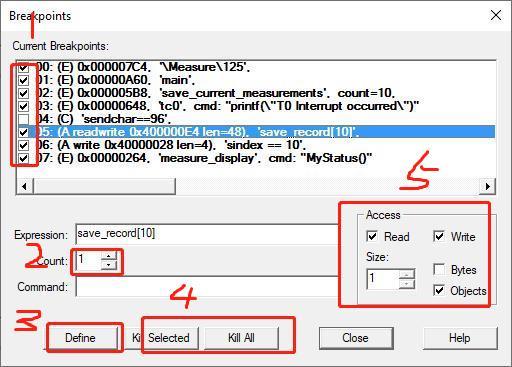 Breakpoints
1
Current Breakpoints:
00: (E) 0x000007C4, '\Measure\125',
01: (E) 0x00000A60, 'main',
02: (E) 0x000005B8, 'save_current_measurements', count=10,
03: (E) 0x00000648, 'tc0', cmd: "printf(\"T0 Interrupt occurred\")"
04: (C) 'sendchar==96',
05: (A readwrite 0x400000E4 len=48), 'save_record[10]',
06: (A write 0x40000028 len=4), 'sindex == 10',
07: (E) 0x00000264, 'measure_display', cmd: "MyStatus()"
5
Expression: save_record[10]
Access
Read Write
2
Count: 1
Size:
1
Bytes
Objects
Command:
4
3
Define Ki Selected Kill All Close Help